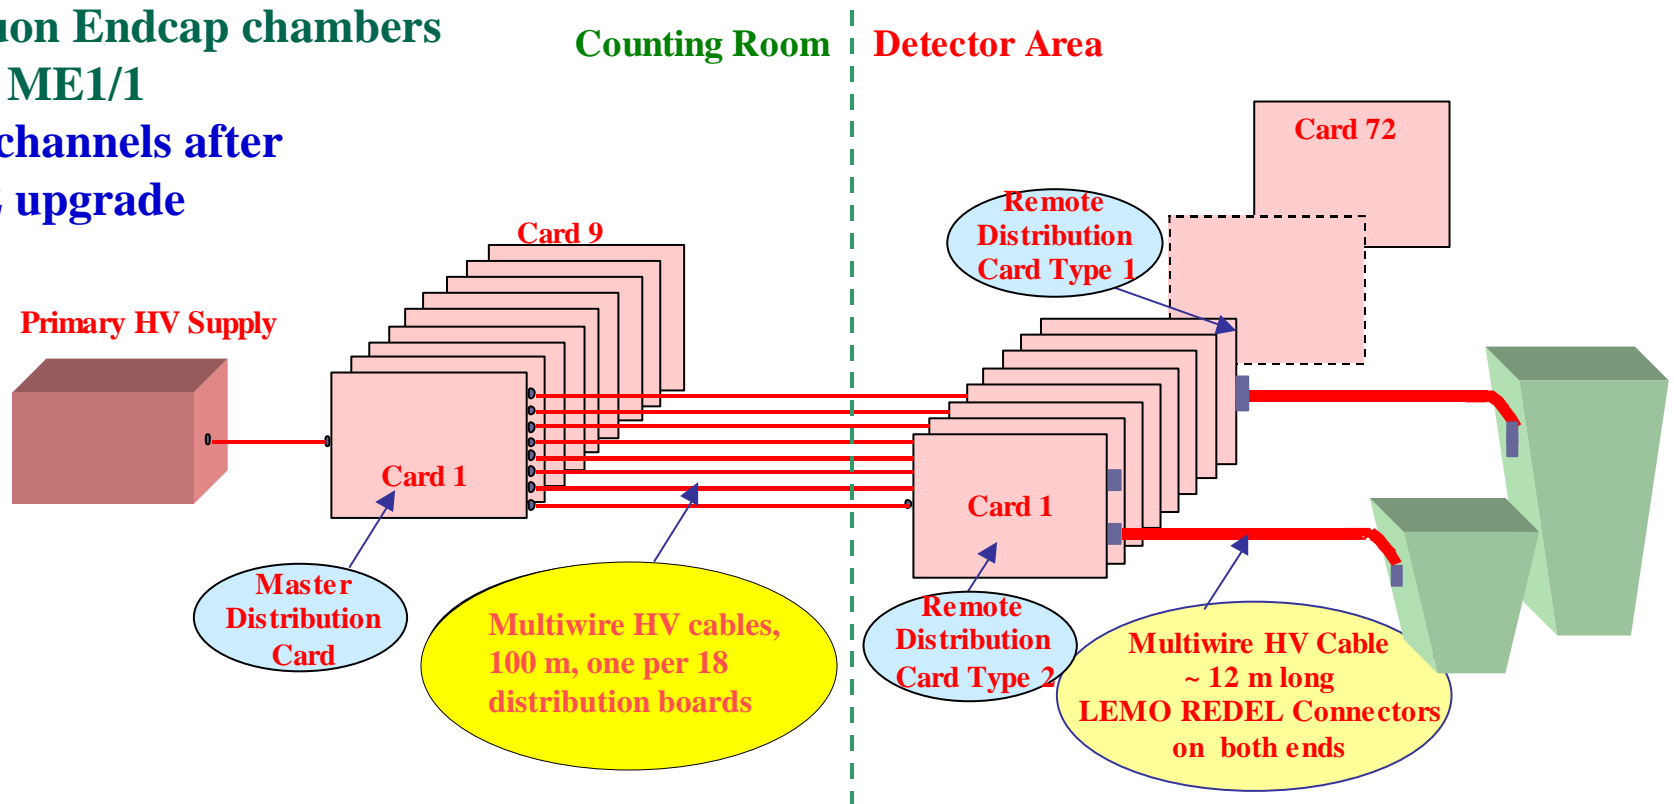 Endcap chambers
ME1/1
channels after
upgrade
Counting Room
Detector Area
Card 72
Remote
Distribution
Card Type 1
Card 9
Primary HV Supply
Card 1
Card 1
Master
Distribution
Card
Multiwire HV cables,
100 m, one per 18
distribution boards
Remote
Distribution
Card Type 2
Multiwire HV Cable
~ 12 m long
LEMO REDEL Connectors
on both ends